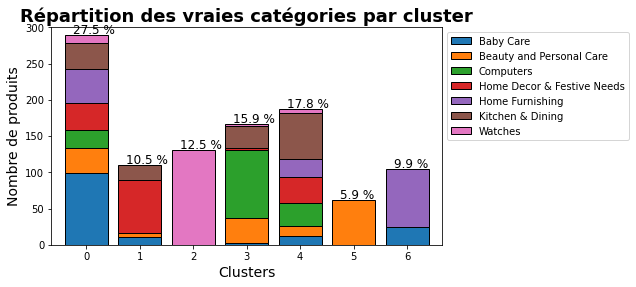 Répartition des vraies catégories par cluster
Nombre de produits
300
250
200
150
100
50
0
27.5 %
10.5 %
12.5 %
15.9 %
17.8 %
5.9 %
9.9 %
0 1 2 3 4 5 6
Clusters
Baby Care
Beauty and Personal Care
Computers
Home Decor & Festive Needs
Home Furnishing
Kitchen & Dining
Watches